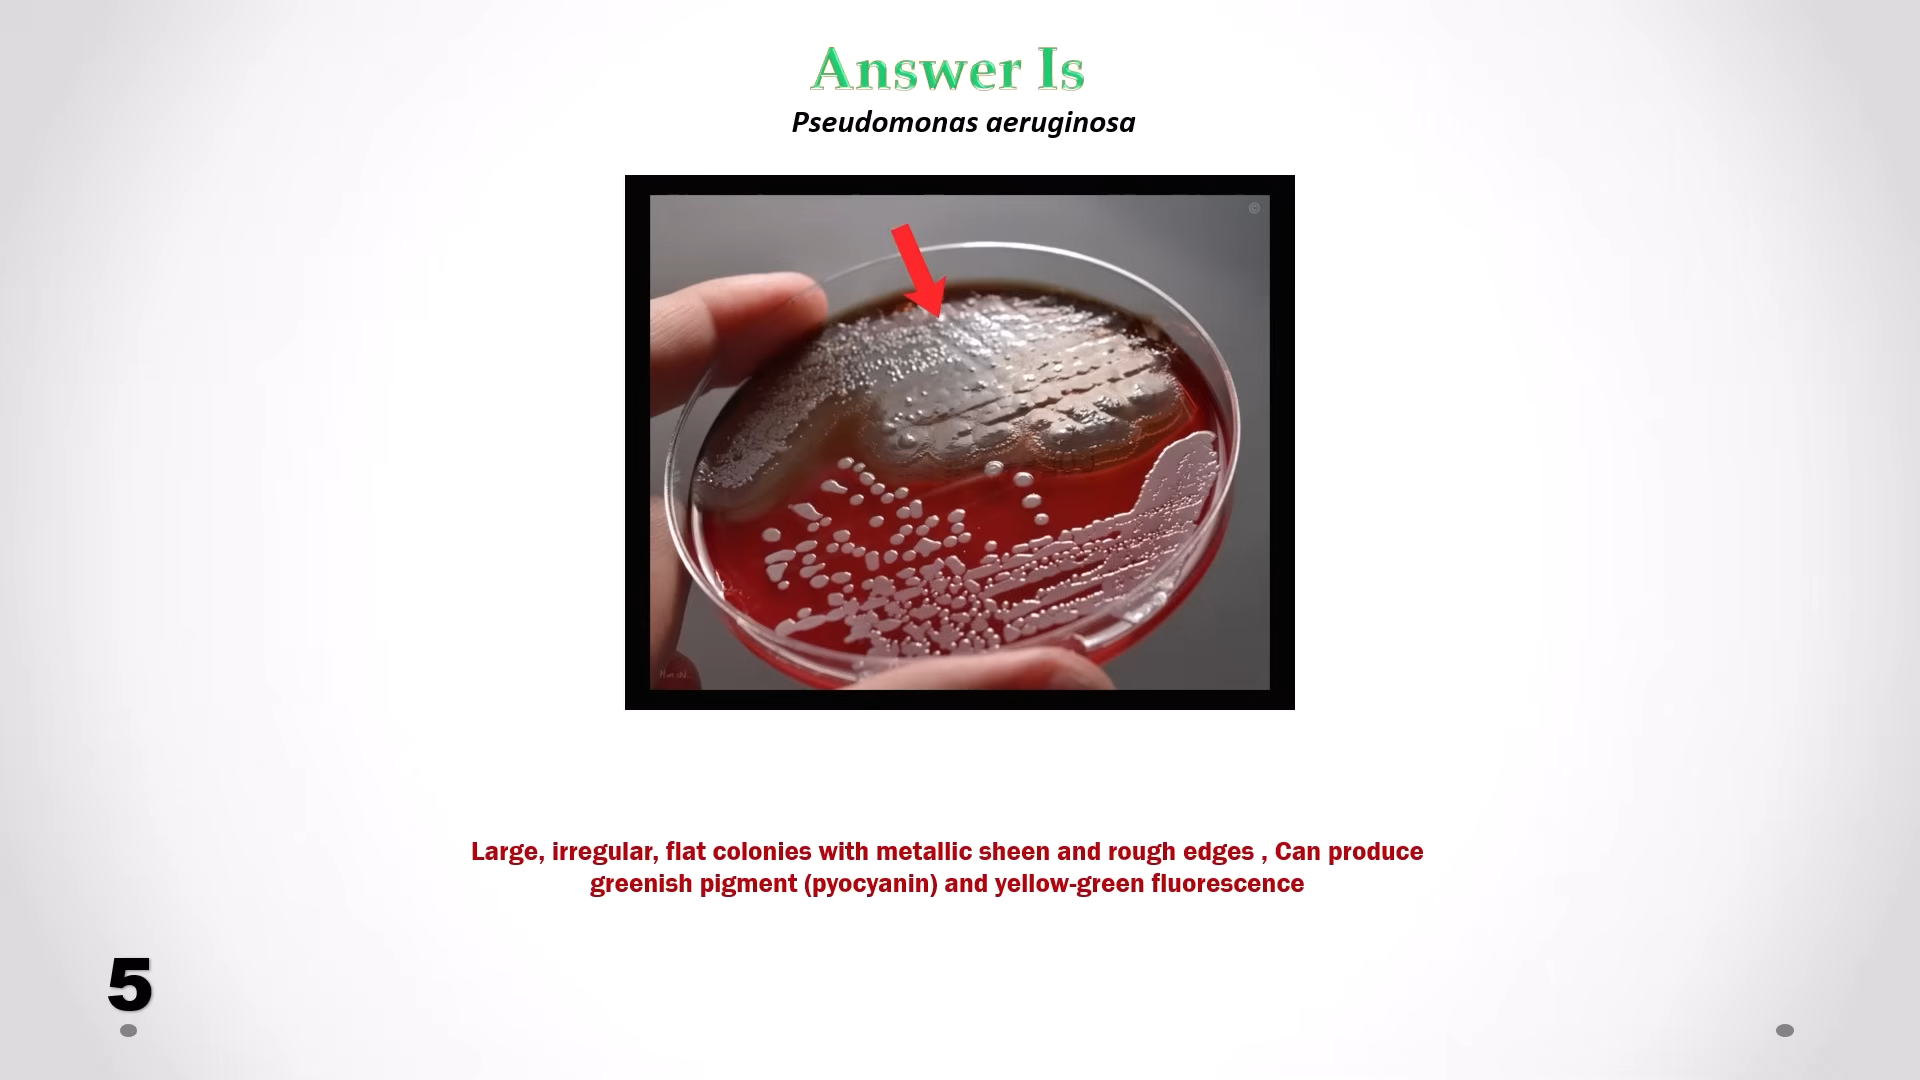 Answer Is
Pseudomonas aeruginosa
Large, irregular, flat colonies with metallic sheen and rough edges , Can produce
greenish pigment (pyocyanin) and yellow-green fluorescence
5